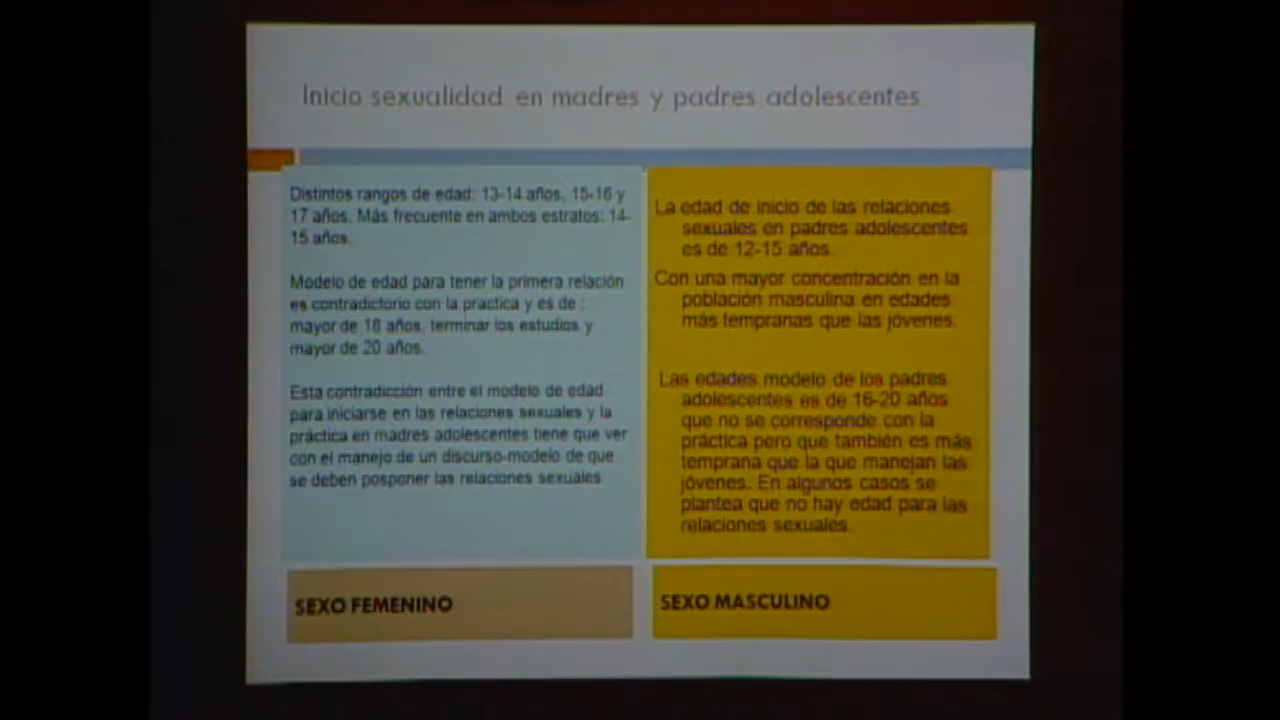 Inicio sexualidad en madres y padres adolescentes
Distintos rangos de edad: 13-14 años, 15-16 y
17 años. Más frecuente en ambos estratos: 14-
15 años.
Modelo de edad para tener la primera relación
es contradictorio con la practica y es de :
mayor de 18 años, terminar los estudios y
mayor de 20 años.
Esta contradicción entre el modelo de edad
para iniciarse en las relaciones sexuales y la
práctica en madres adolescentes tiene que ver
con el manejo de un discurso-modelo de que
se deben posponer las relaciones sexuales
SEXO FEMENINO
La edad de inicio de las relaciones
sexuales en padres adolescentes
es de 12-15 años.
Con una mayor concentración en la
población masculina en edades
más tempranas que las jóvenes.
Las edades modelo de los padres
adolescentes es de 16-20 años
que no se corresponde con la
práctica pero que también es más
temprana que la que manejan las
jóvenes. En algunos casos se
plantea que no hay edad para las
relaciones sexuales.
SEXO MASCULINO